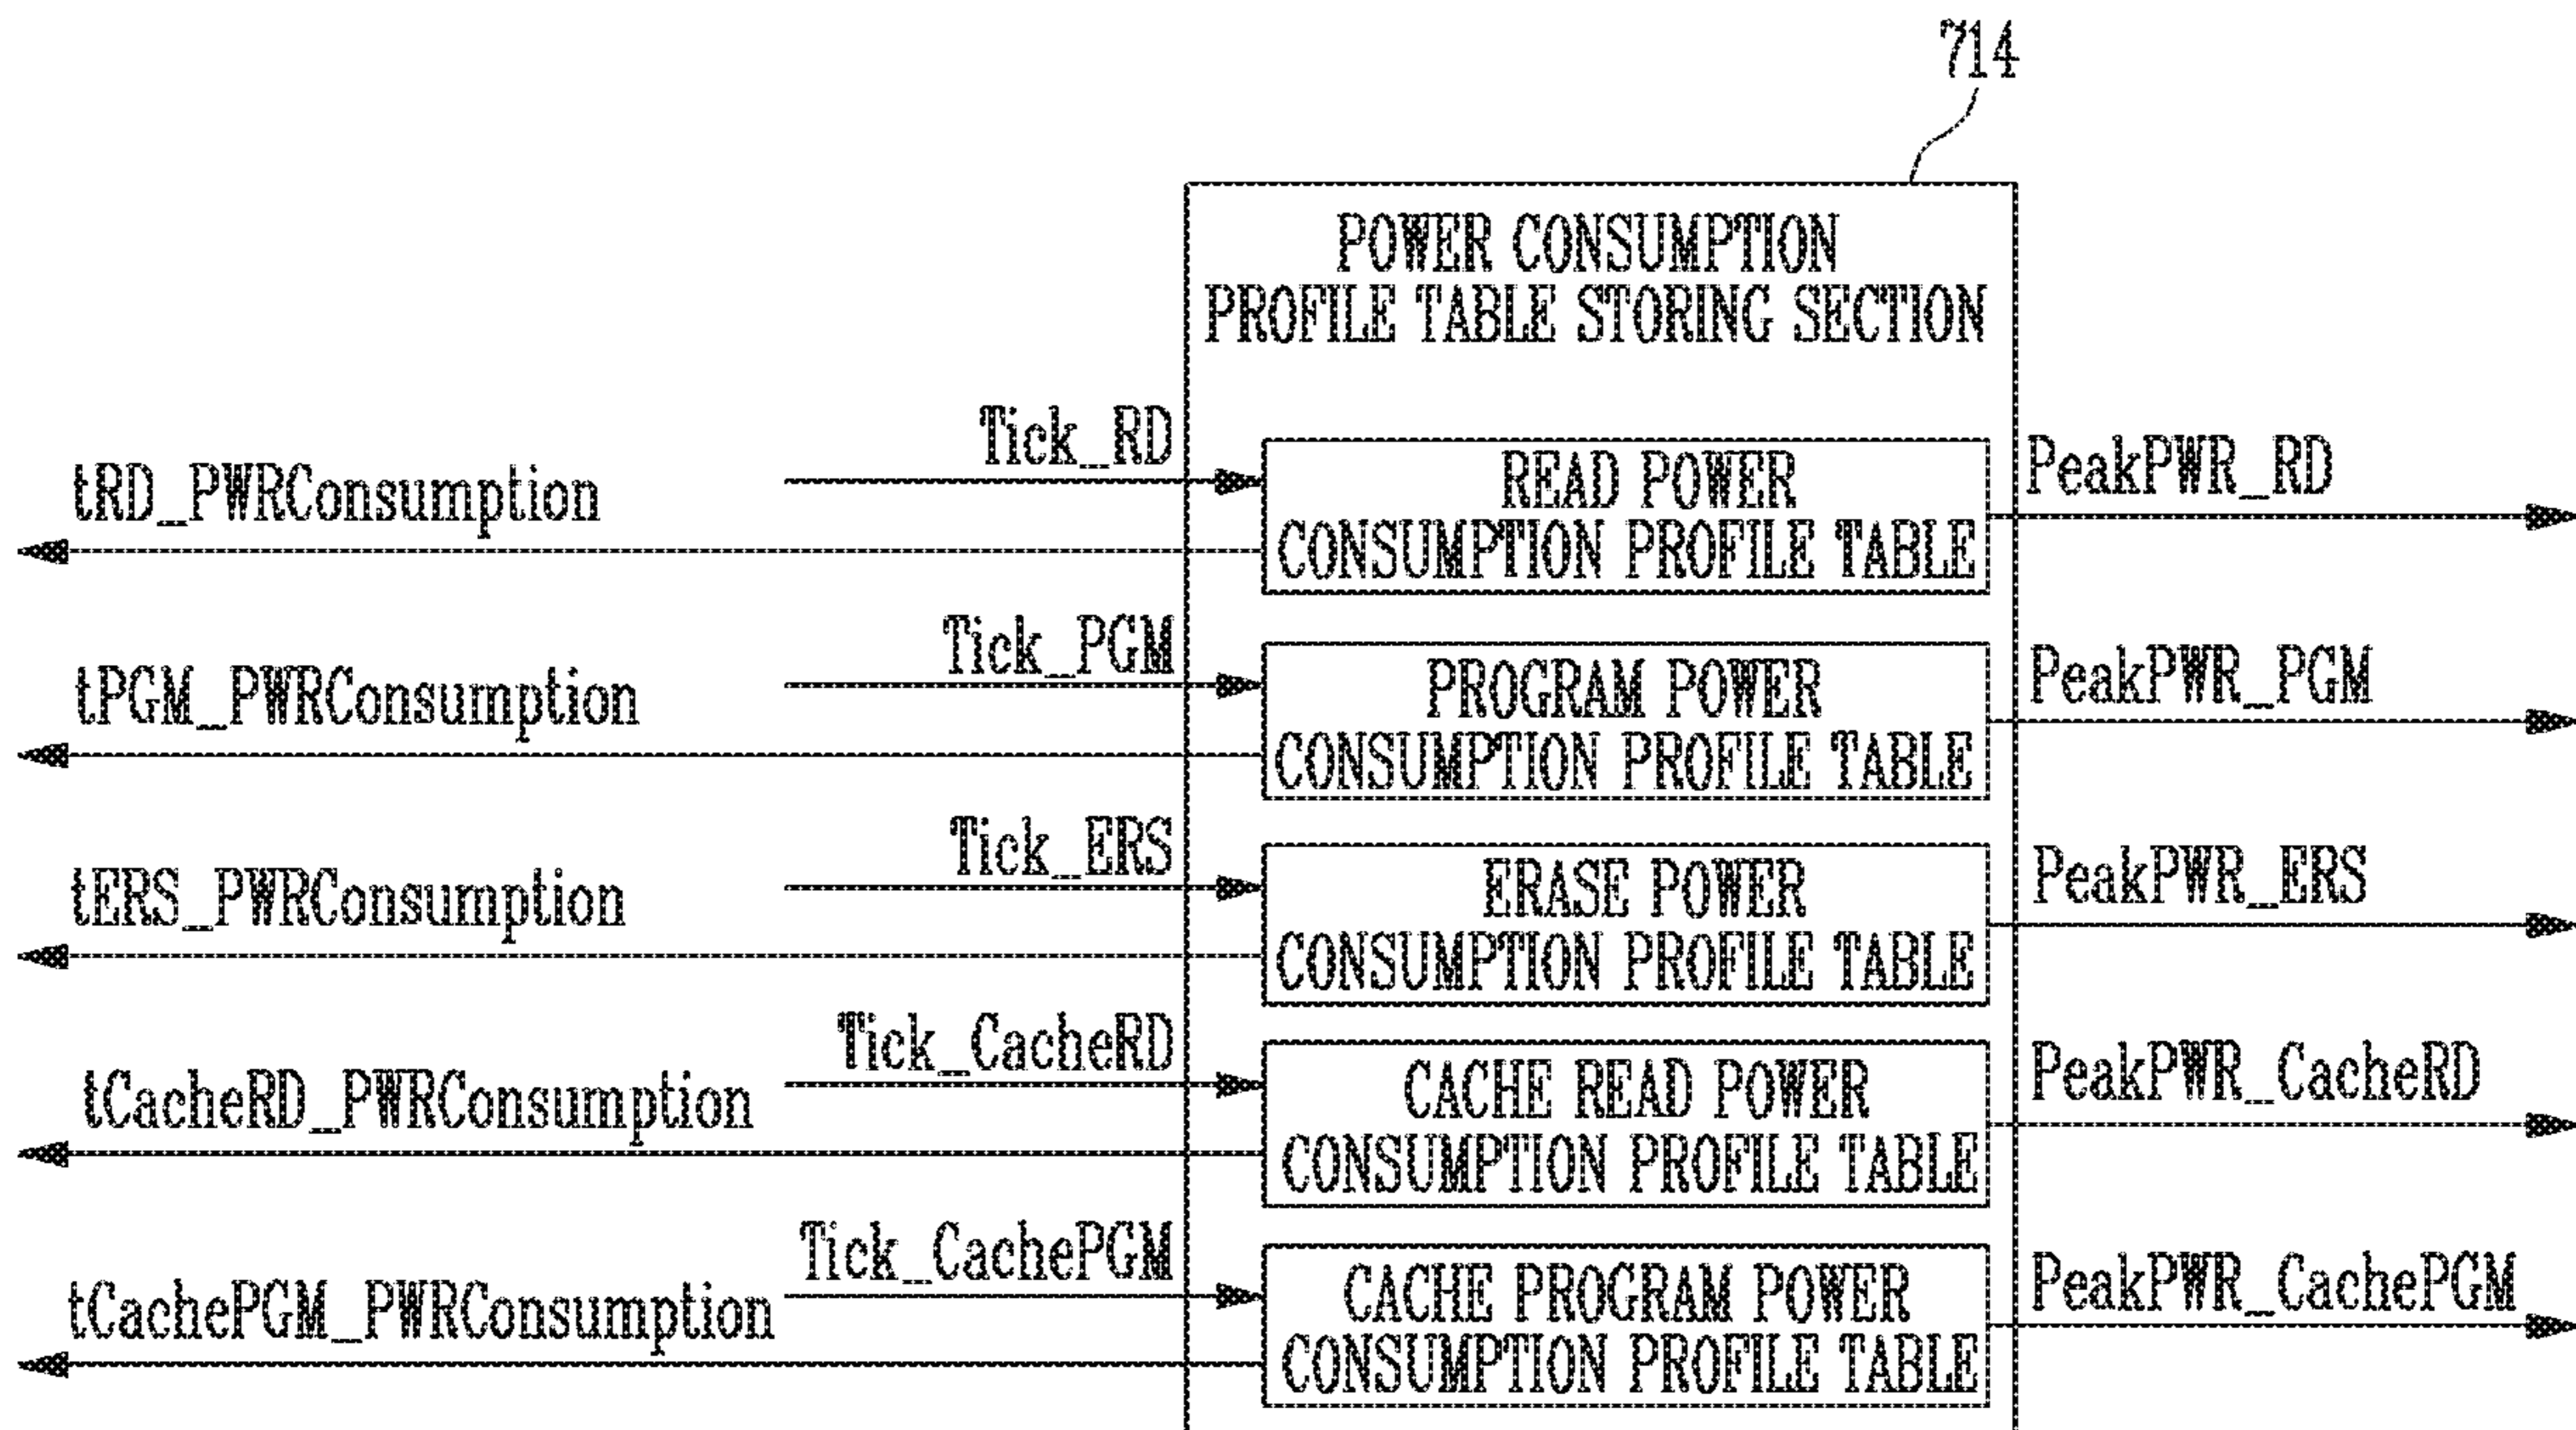 714
POWER CONSUMPTION
PROFILE TABLE STORING SECTION
Tick_RD
tRD_PWRConsumption
READ POWER
CONSUMPTION PROFILE TABLE
PeakPWR_RD
Tick_PGM
tPGM_PWRConsumption
PROGRAM POWER
CONSUMPTION PROFILE TABLE
PeakPWR_PGM
Tick_ERS
tERS_PWRConsumption
ERASE POWER
CONSUMPTION PROFILE TABLE
PeakPWR_ERS
Tick_CacheRD
tCacheRD_PWRConsumption
CACHE READ POWER
CONSUMPTION PROFILE TABLE
PeakPWR_CacheRD
Tick_CachePGM
tCachePGM_PWRConsumption
CACHE PROGRAM POWER
CONSUMPTION PROFILE TABLE
PeakPWR_CachePGM